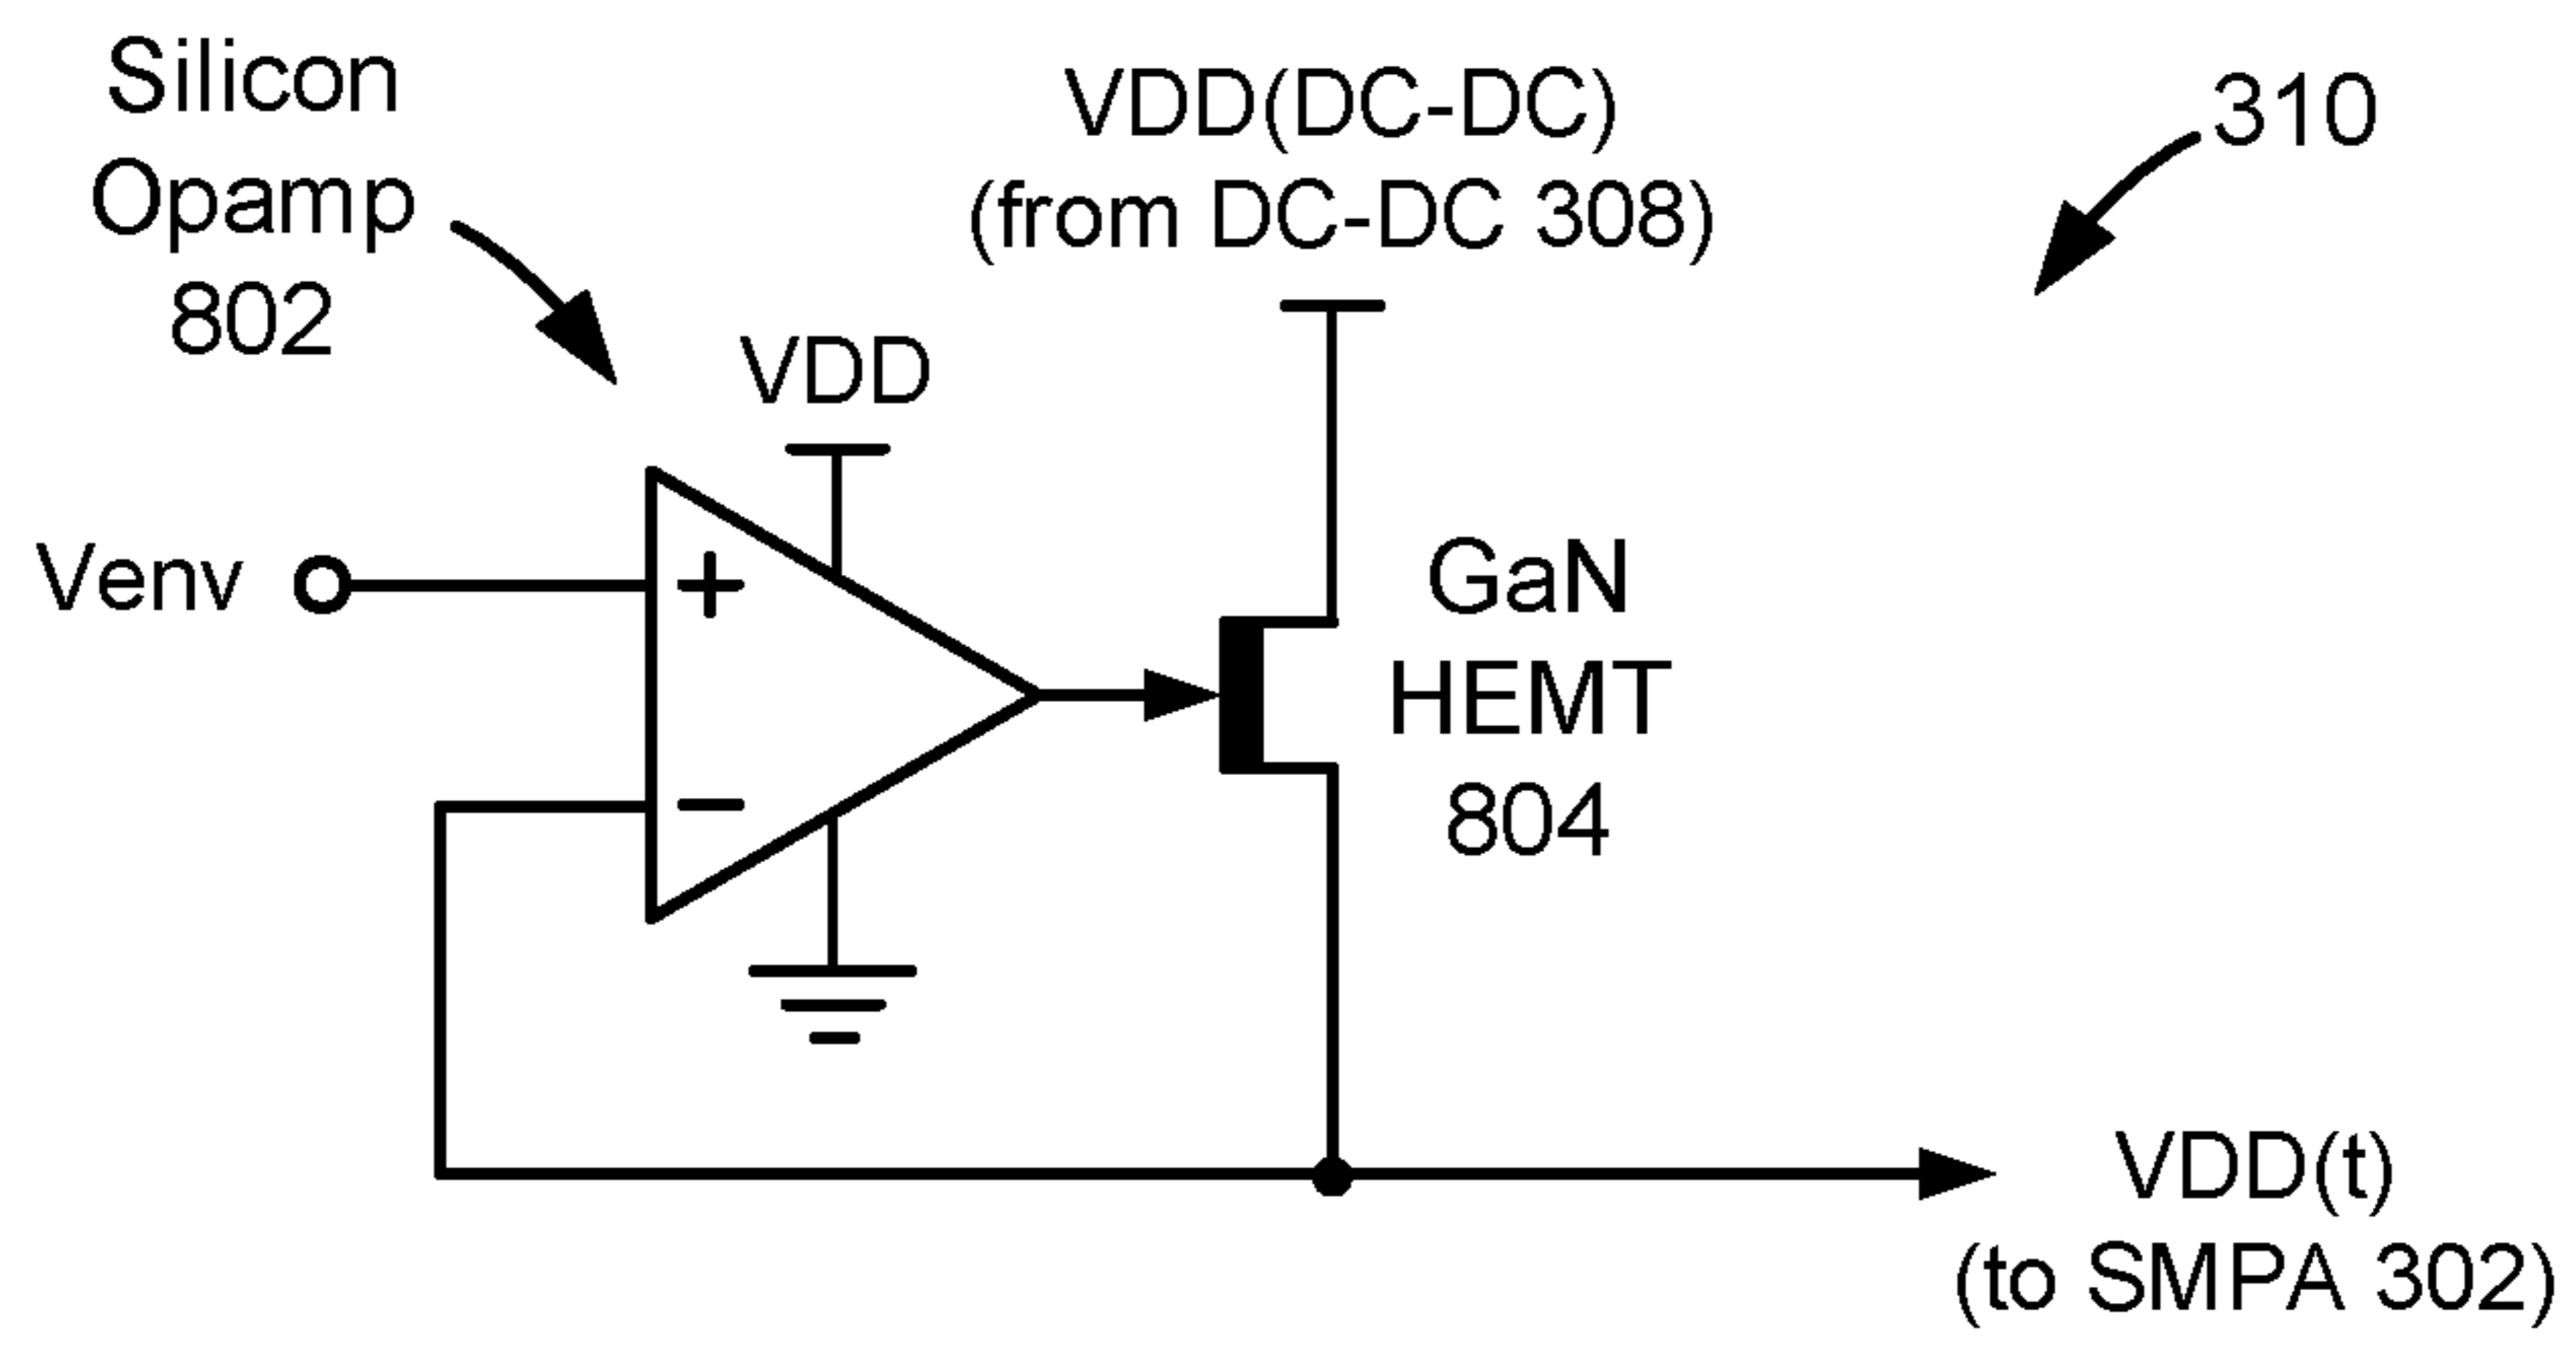 Silicon
Opamp
802
VDD(DC-DC)
(from DC-DC 308)
310
VDD
Venv
+
−
GaN
HEMT
804
VDD(t)
(to SMPA 302)